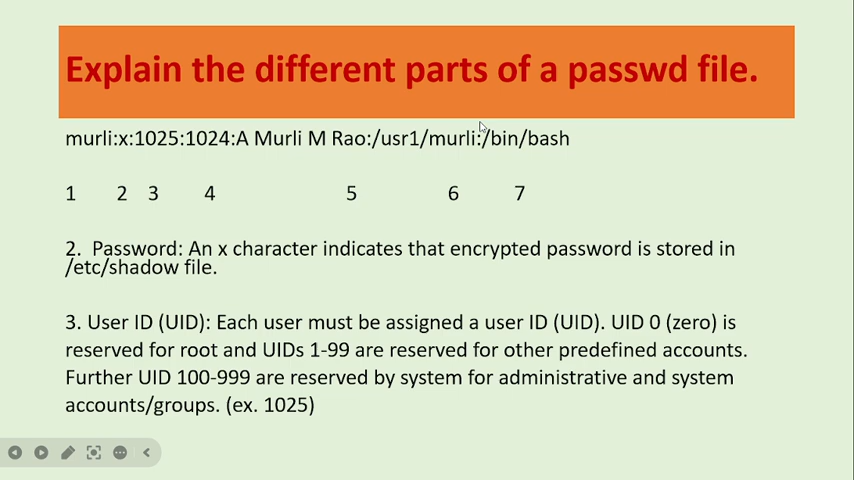 Explain the different parts of a passwd file.
murli:x:1025:1024:A Murli M Rao:/usr1/murli:/bin/bash
1 2 3 4 5 6 7
2. Password: An x character indicates that encrypted password is stored in
/etc/shadow file.
3. User ID (UID): Each user must be assigned a user ID (UID). UID 0 (zero) is
reserved for root and UIDs 1-99 are reserved for other predefined accounts.
Further UID 100-999 are reserved by system for administrative and system
accounts/groups. (ex. 1025)